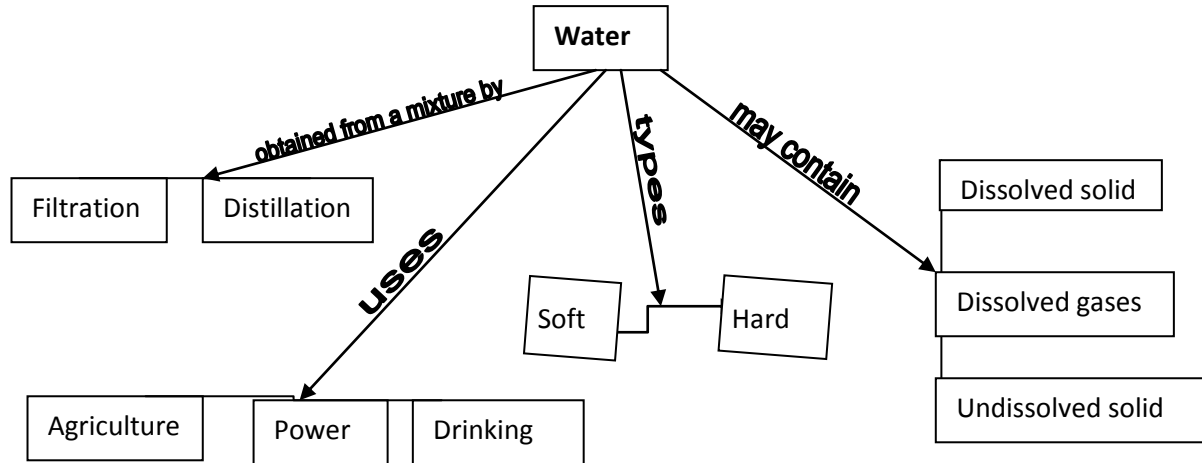 Water
obtained from a mixture by
types
may contain
uses
Filtration
Distillation
Dissolved solid
Soft
Hard
Dissolved gases
Undissolved solid
Agriculture
Power
Drinking